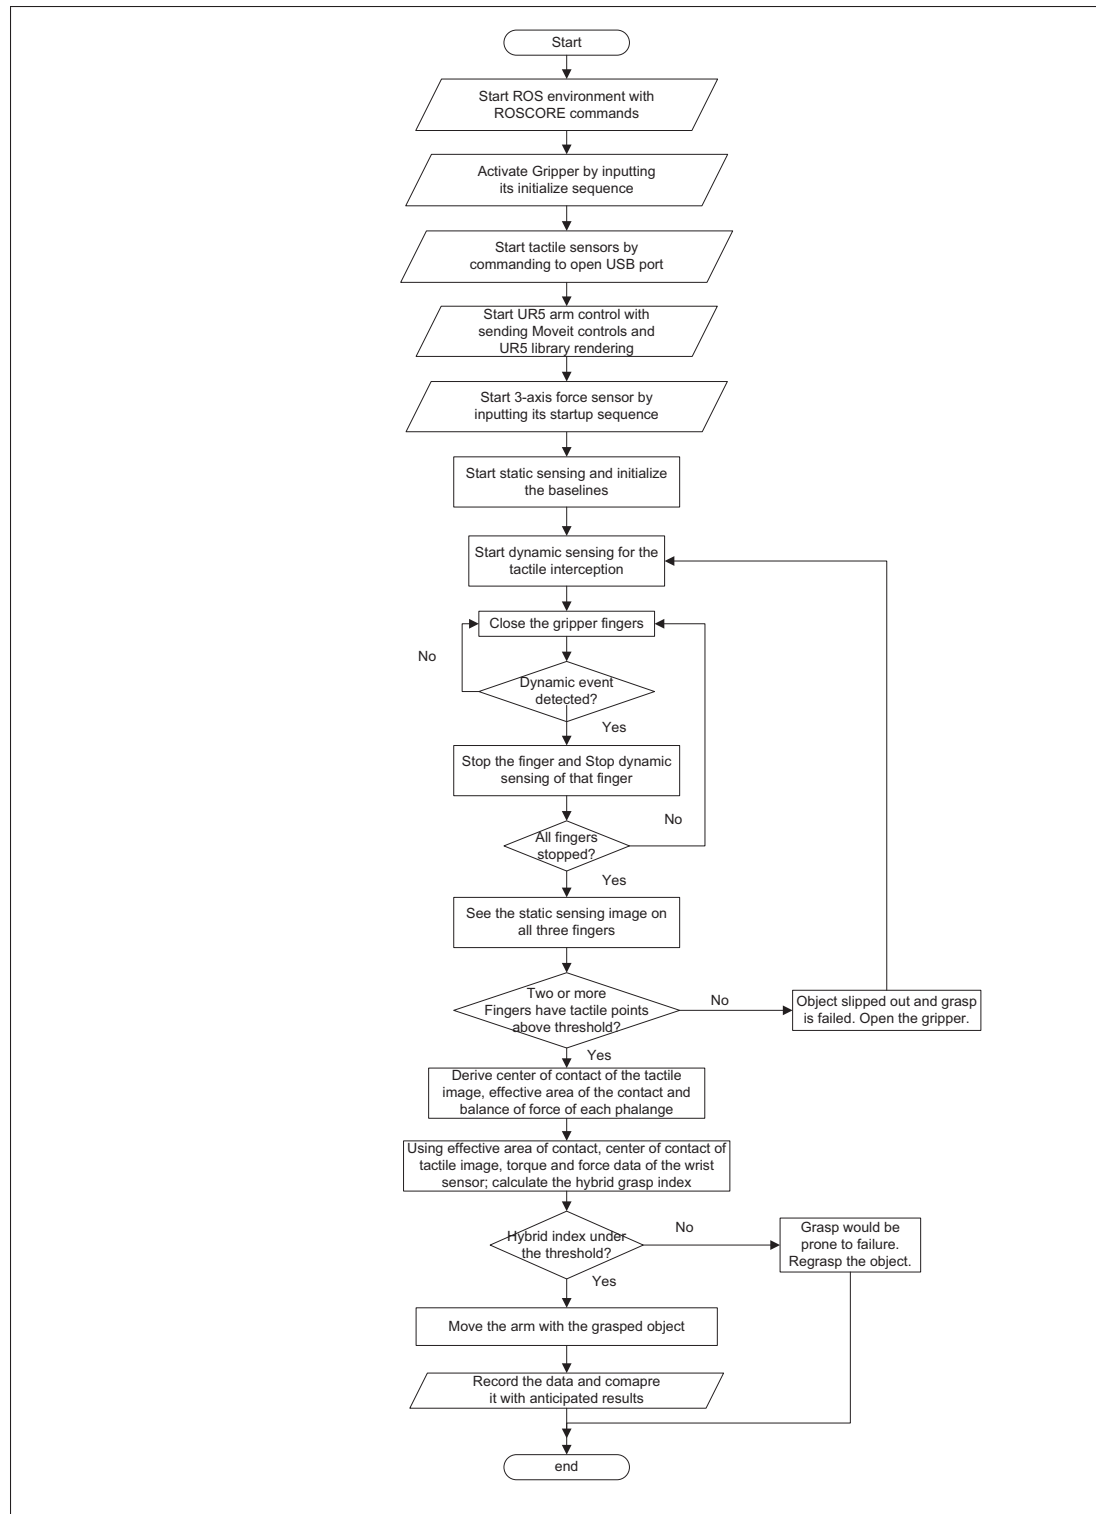 Start
Start ROS environment with
ROSCORE commands
Activate Gripper by inputting
its initialize sequence
Start tactile sensors by
commanding to open USB port
Start UR5 arm control with
sending Moveit controls and
UR5 library rendering
Start 3-axis force sensor by
inputting its startup sequence
Start static sensing and initialize
the baselines
Start dynamic sensing for the
tactile interception
Close the gripper fingers
No
Dynamic event
detected?
Yes
Stop the finger and Stop dynamic
sensing of that finger
No
All fingers
stopped?
Yes
See the static sensing image on
all three fingers
Two or more
Fingers have tactile points
above threshold?
No
Object slipped out and grasp
is failed. Open the gripper.
Yes
Derive center of contact of the tactile
image, effective area of the contact and
balance of force of each phalange
Using effective area of contact, center of contact of
tactile image, torque and force data of the wrist
sensor; calculate the hybrid grasp index
Hybrid index under
the threshold?
No
Grasp would be
prone to failure.
Regrasp the object.
Yes
Move the arm with the grasped object
Record the data and comapre
it with anticipated results
end